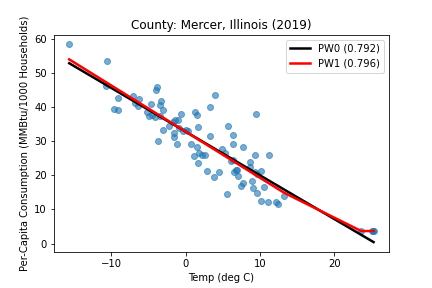 County: Mercer, Illinois (2019)
PW0 (0.792)
PW1 (0.796)
Per-Capita Consumption (MMBtu/1000 Households)
60
50
40
30
20
10
0
−10
0
10
20
Temp (deg C)